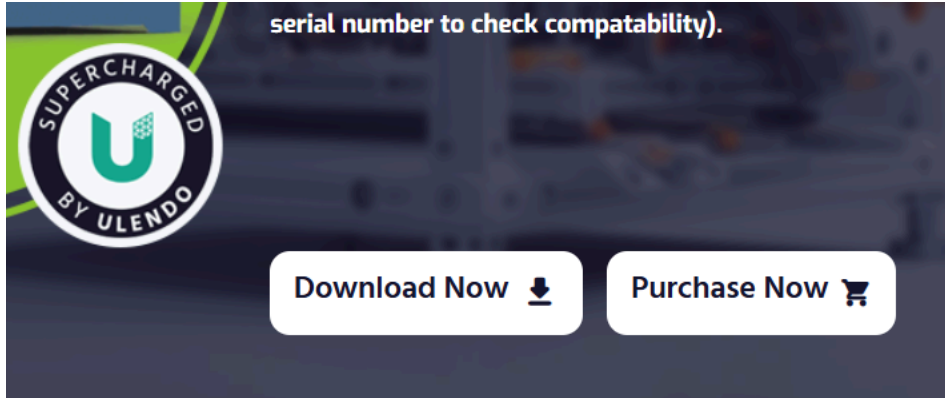 serial number to check compatability).
SUPERCHARGED
BY ULENDO
Download Now
Purchase Now